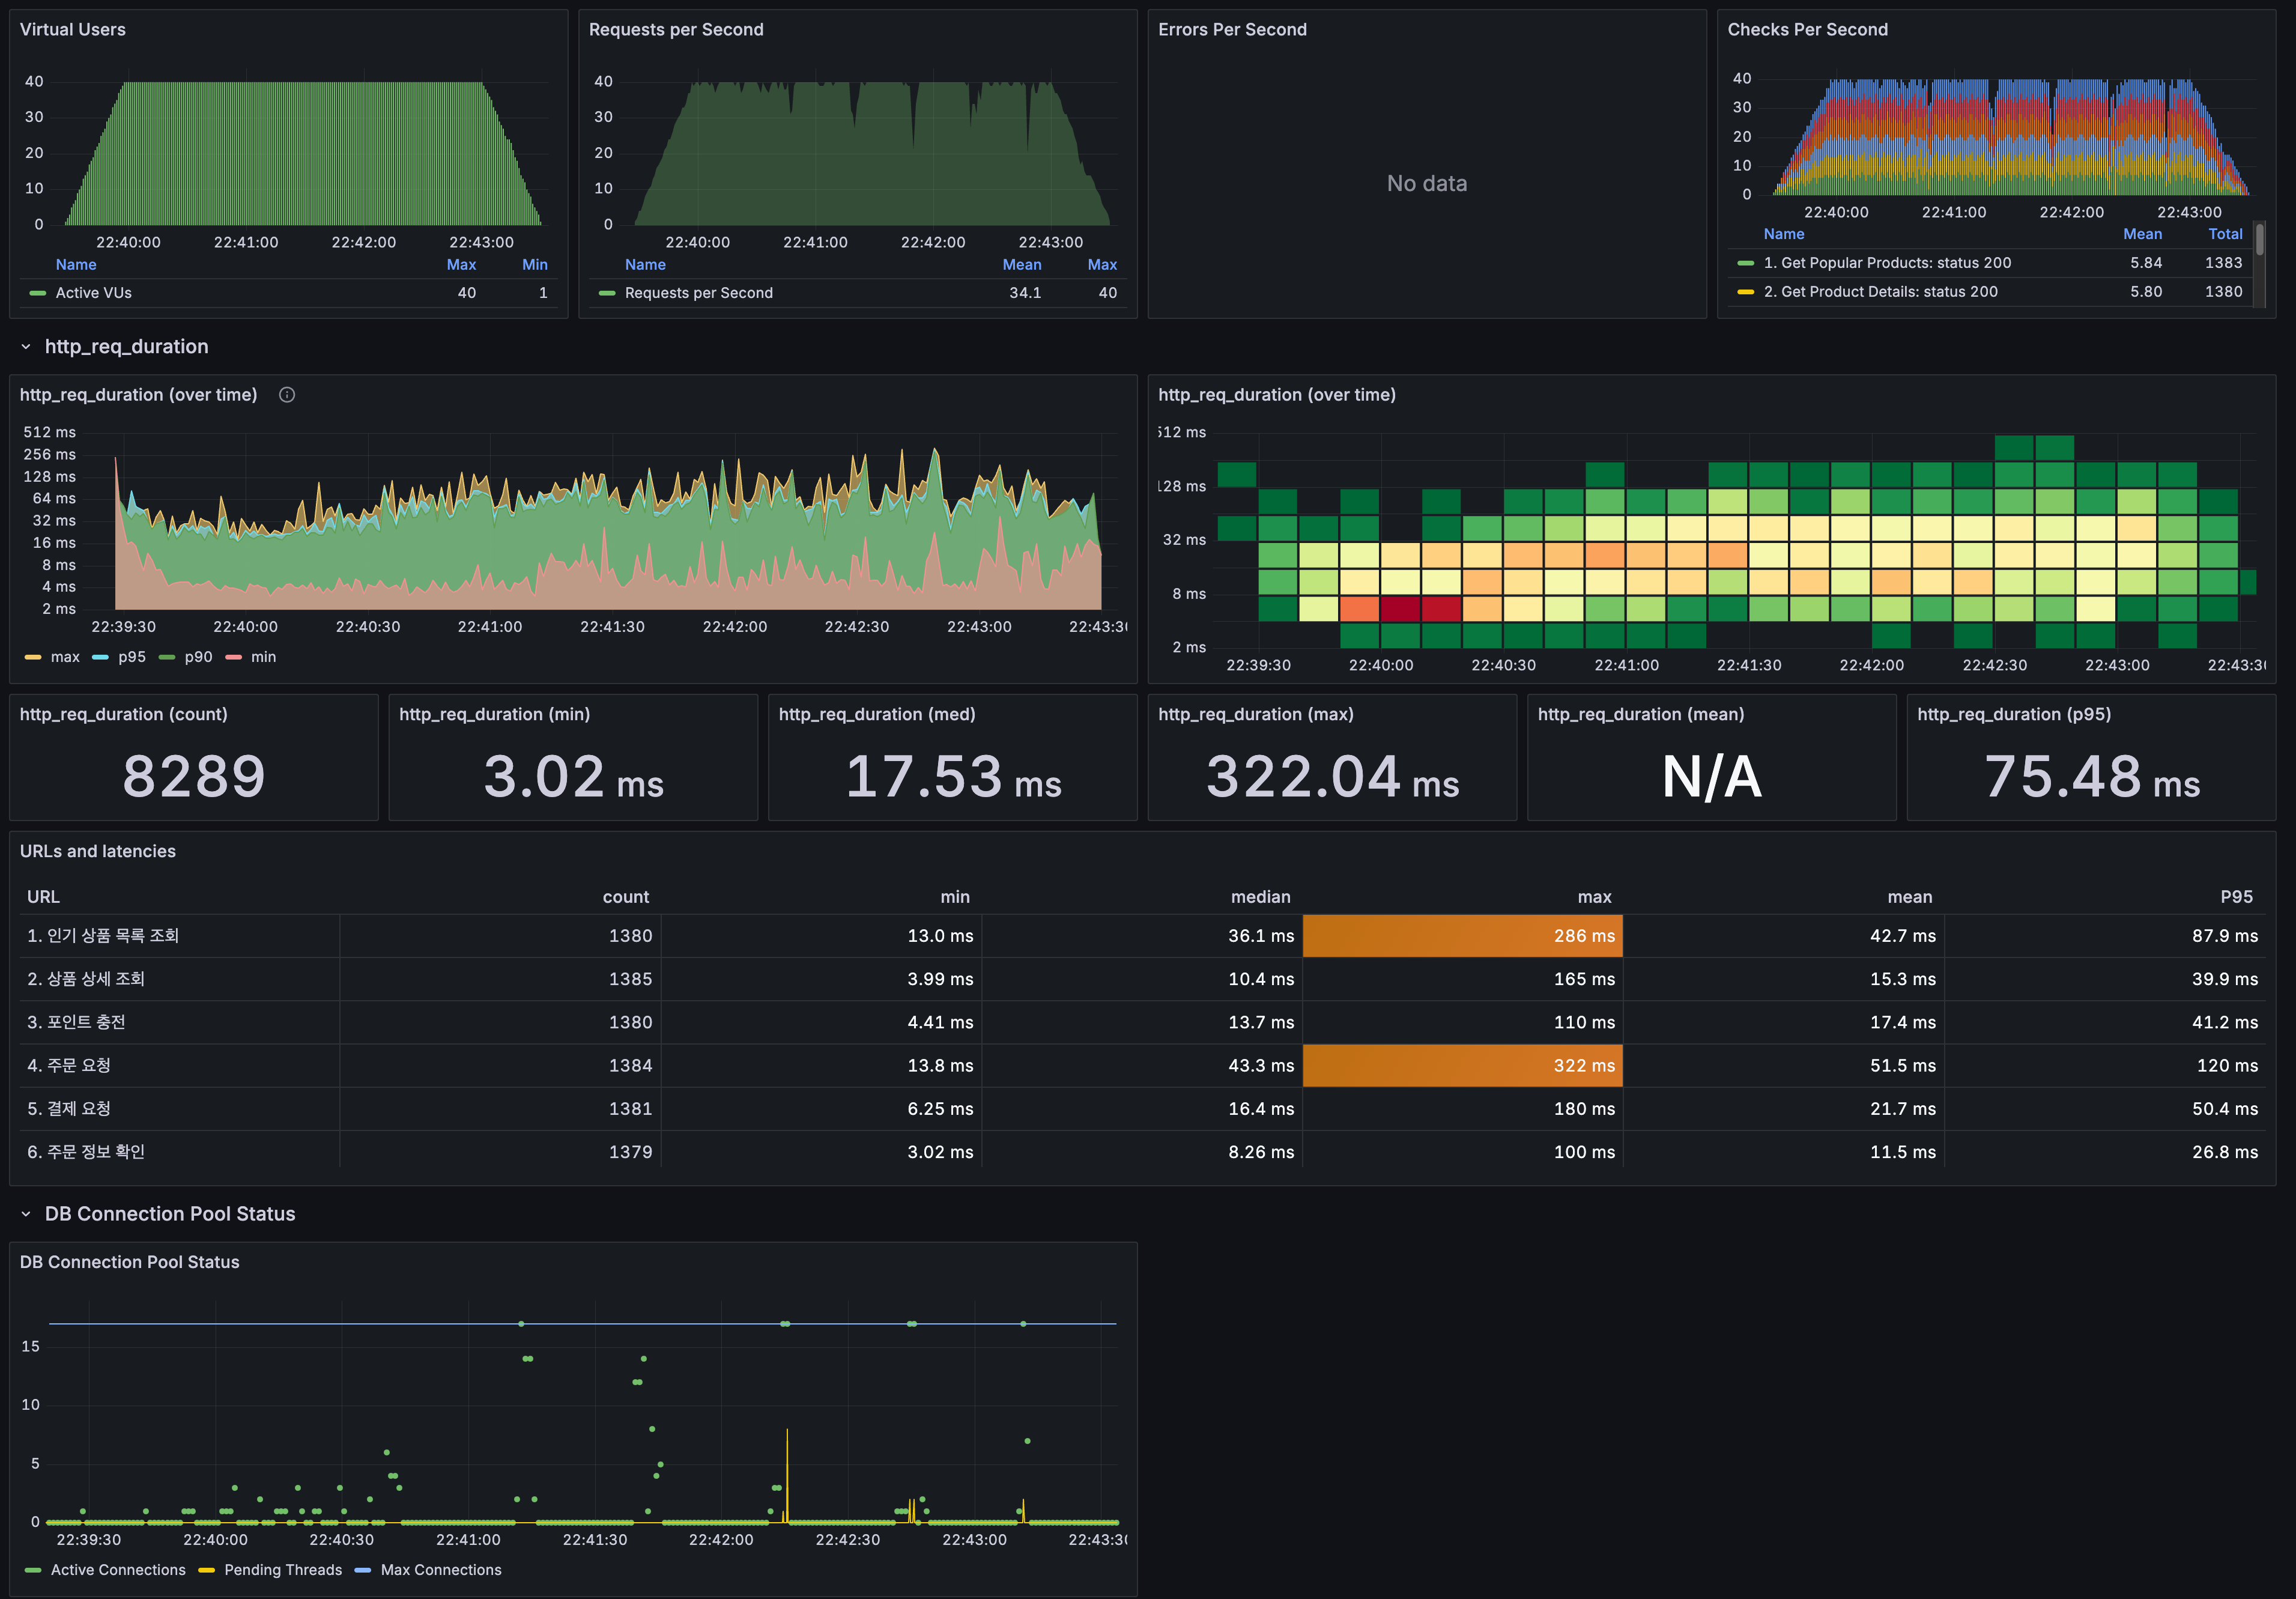 Virtual Users
40
30
20
10
0
22:40:00 22:41:00 22:42:00 22:43:00
Name Max Min
Active VUs 40 1
Requests per Second
40
30
20
10
0
22:40:00 22:41:00 22:42:00 22:43:00
Name Mean Max
Requests per Second 34.1 40
Errors Per Second
No data
Checks Per Second
40
30
20
10
0
22:40:00 22:41:00 22:42:00 22:43:00
Name Mean Total
1. Get Popular Products: status 200 5.84 1383
2. Get Product Details: status 200 5.80 1380
http_req_duration
http_req_duration (over time)
512 ms
256 ms
128 ms
64 ms
32 ms
16 ms
8 ms
4 ms
2 ms
22:39:30 22:40:00 22:40:30 22:41:00 22:41:30 22:42:00 22:42:30 22:43:00 22:43:3
max p95 p90 min
http_req_duration (over time)
512 ms
128 ms
32 ms
8 ms
2 ms
22:39:30 22:40:00 22:40:30 22:41:00 22:41:30 22:42:00 22:42:30 22:43:00 22:43:3
http_req_duration (count)
8289
http_req_duration (min)
3.02 ms
http_req_duration (med)
17.53 ms
http_req_duration (max)
322.04 ms
http_req_duration (mean)
N/A
http_req_duration (p95)
75.48 ms
URLs and latencies
URL count min median max mean P95
1. 인기 상품 목록 조회 1380 13.0 ms 36.1 ms 286 ms 42.7 ms 87.9 ms
2. 상품 상세 조회 1385 3.99 ms 10.4 ms 165 ms 15.3 ms 39.9 ms
3. 포인트 충전 1380 4.41 ms 13.7 ms 110 ms 17.4 ms 41.2 ms
4. 주문 요청 1384 13.8 ms 43.3 ms 322 ms 51.5 ms 120 ms
5. 결제 요청 1381 6.25 ms 16.4 ms 180 ms 21.7 ms 50.4 ms
6. 주문 정보 확인 1379 3.02 ms 8.26 ms 100 ms 11.5 ms 26.8 ms
DB Connection Pool Status
DB Connection Pool Status
15
10
5
0
22:39:30 22:40:00 22:40:30 22:41:00 22:41:30 22:42:00 22:42:30 22:43:00 22:43:3
Active Connections Pending Threads Max Connections